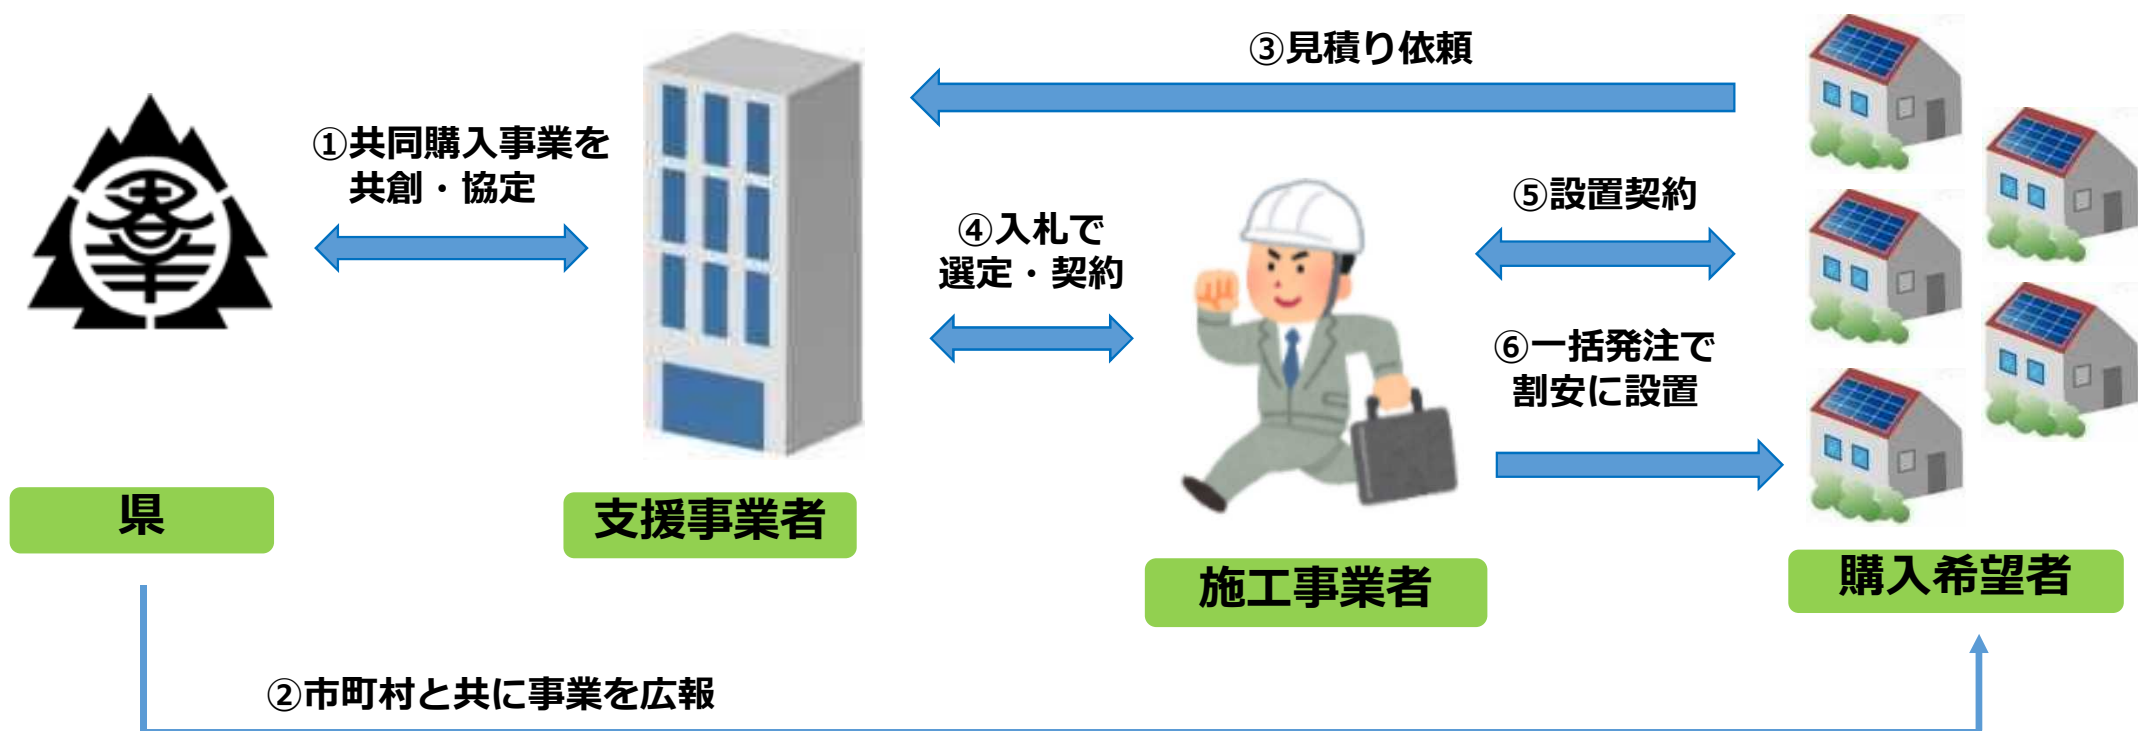 ①共同購入事業を
共創・協定
③見積り依頼
④入札で
選定・契約
⑤設置契約
⑥一括発注で
割安に設置
県
支援事業者
施工事業者
購入希望者
②市町村と共に事業を広報